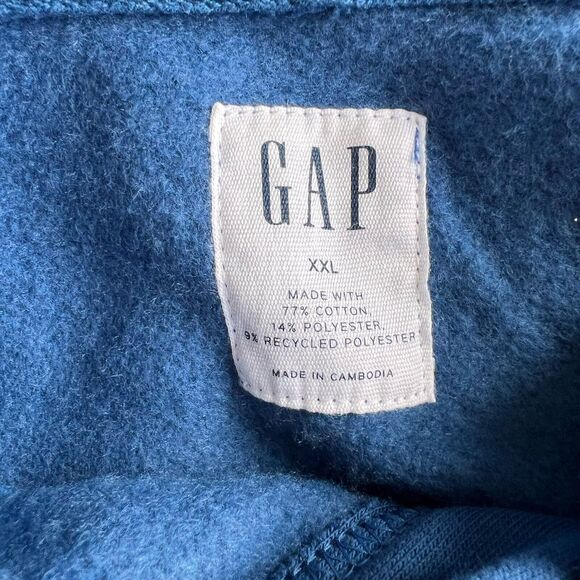 GAP
XXL
MADE WITH
77% COTTON,
14% POLYESTER,
9% RECYCLED POLYESTER
MADE IN CAMBODIA